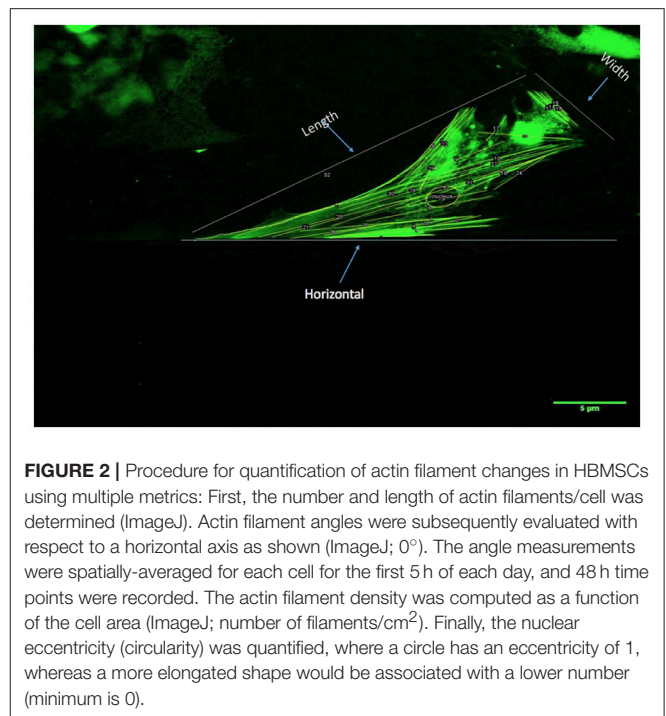 Width
Length
Horizontal
5 µm
FIGURE 2 | Procedure for quantification of actin filament changes in HBMSCs
using multiple metrics: First, the number and length of actin filaments/cell was
determined (ImageJ). Actin filament angles were subsequently evaluated with
respect to a horizontal axis as shown (ImageJ; 0°). The angle measurements
were spatially-averaged for each cell for the first 5 h of each day, and 48 h time
points were recorded. The actin filament density was computed as a function
of the cell area (ImageJ; number of filaments/cm²). Finally, the nuclear
eccentricity (circularity) was quantified, where a circle has an eccentricity of 1,
whereas a more elongated shape would be associated with a lower number
(minimum is 0).